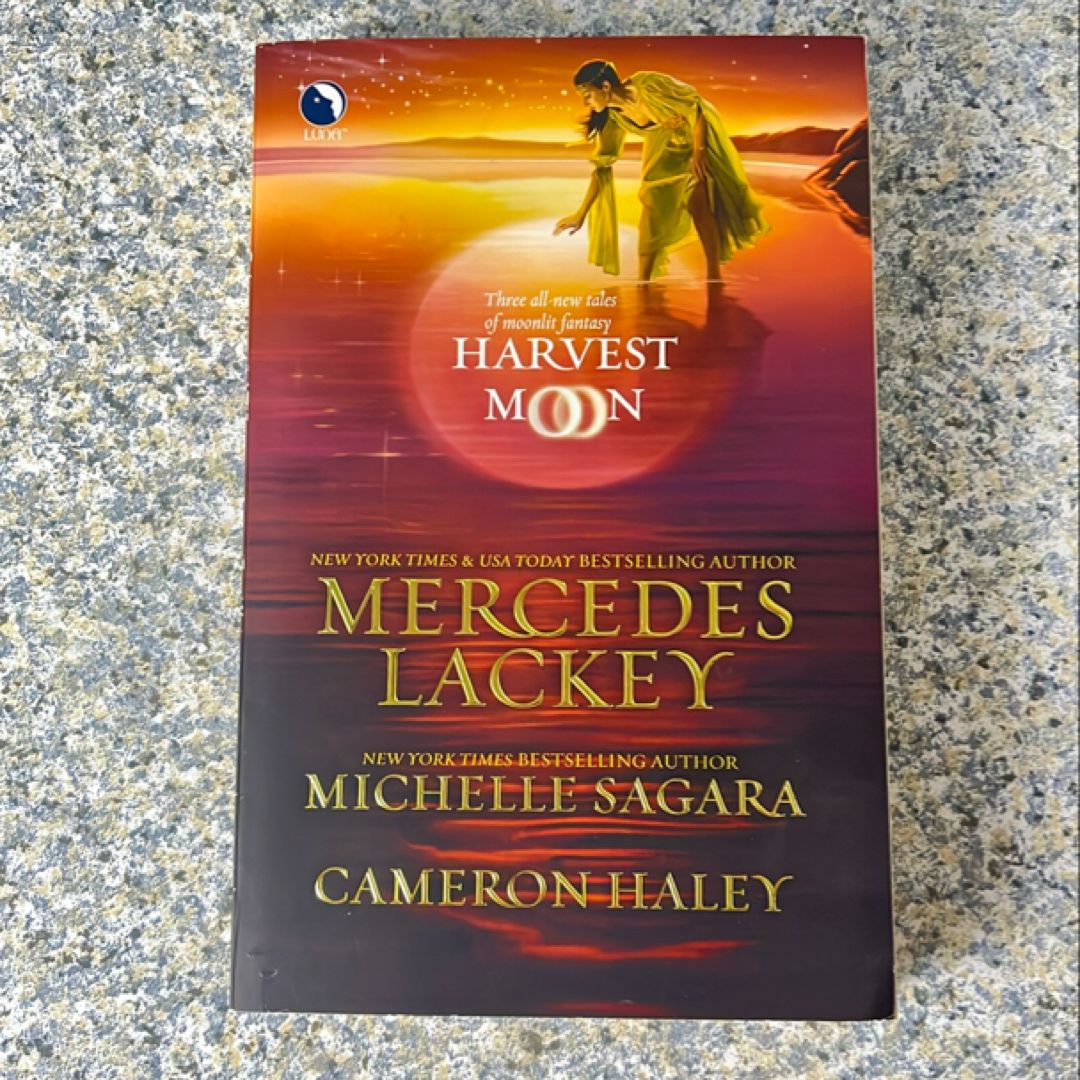 LUNA™
Three all-new tales
of moonlit fantasy
HARVEST
MOON
NEW YORK TIMES & USA TODAY BESTSELLING AUTHOR
MERCEDES
LACKEY
NEW YORK TIMES BESTSELLING AUTHOR
MICHELLE SAGARA
CAMERON HALEY